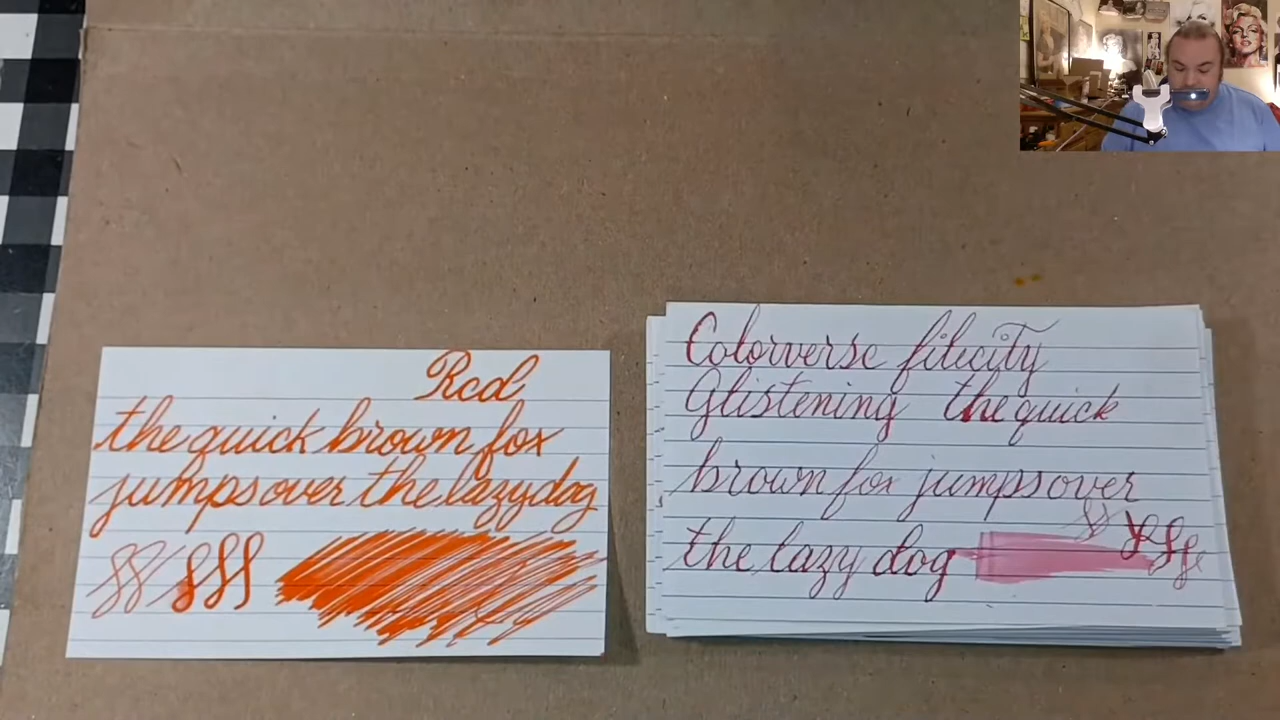 Red
the quick brown fox
jumps over the lazy dog
Colorverse filicity
Glistening the quick
brown fox jumps over
the lazy dog